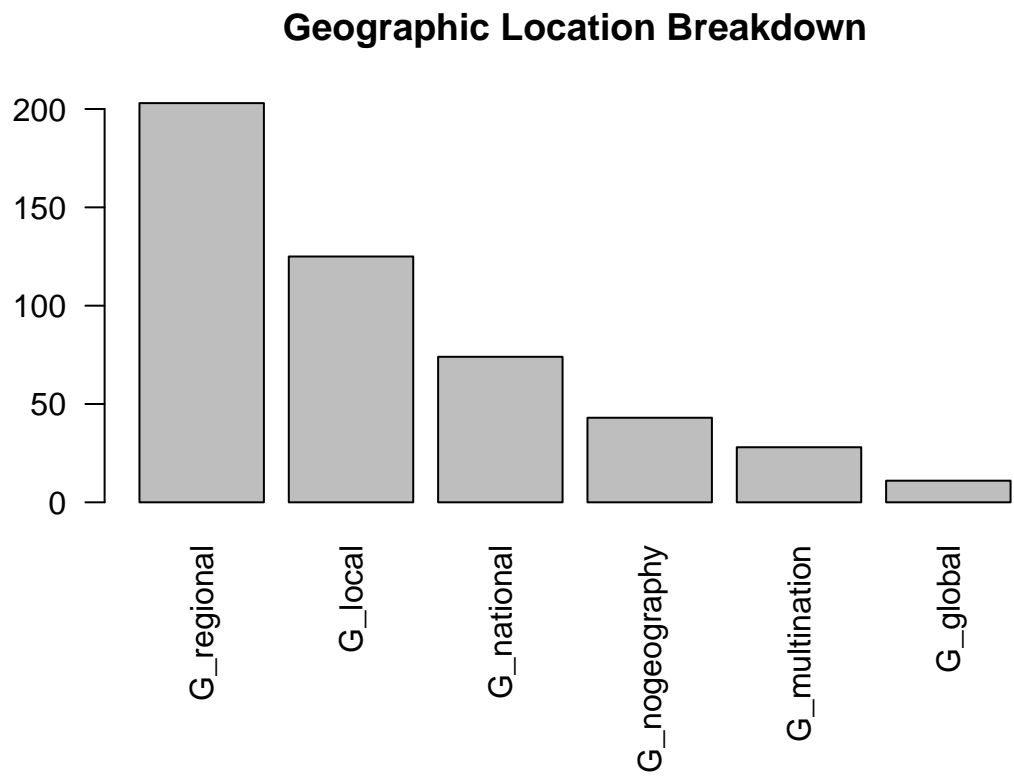 Geographic Location Breakdown
200
150
100
50
0
G_regional
G_local
G_national
G_nogeography
G_multination
G_global